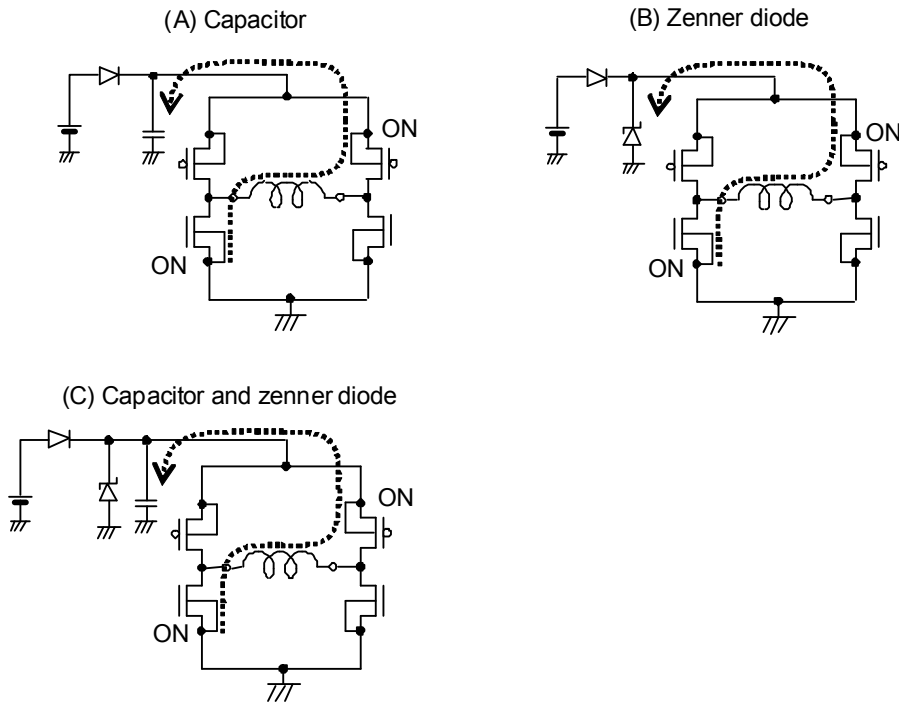 (A) Capacitor
(B) Zenner diode
ON
ON
ON
ON
(C) Capacitor and zenner diode
ON
ON